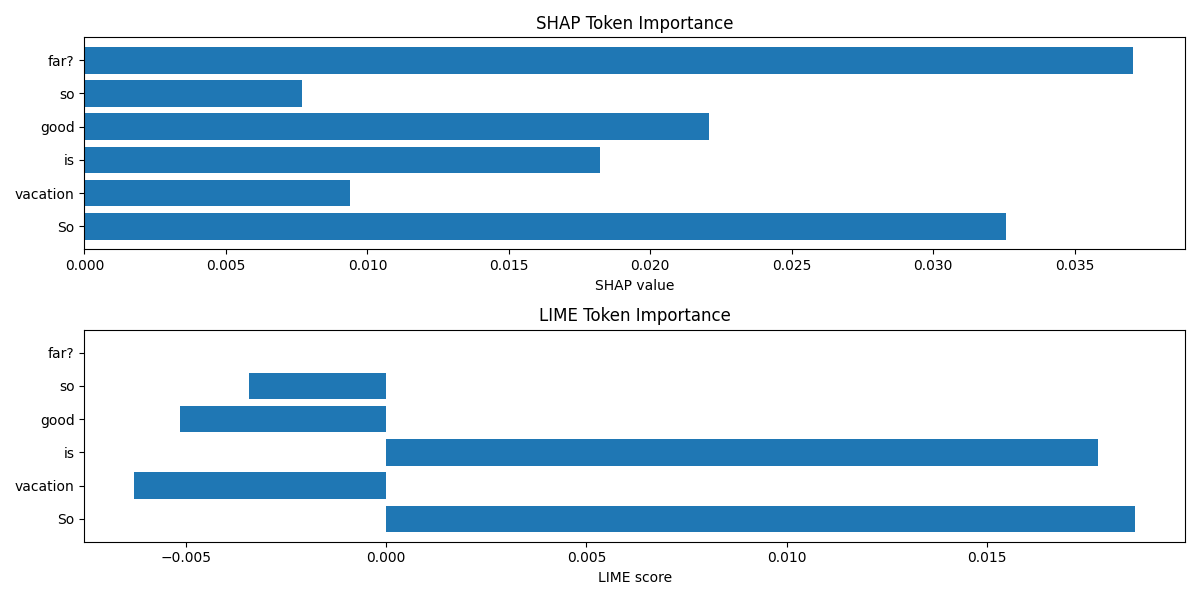 SHAP Token Importance
far?
so
good
is
vacation
So
0.000 0.005 0.010 0.015 0.020 0.025 0.030 0.035
SHAP value
LIME Token Importance
far?
so
good
is
vacation
So
−0.005 0.000 0.005 0.010 0.015
LIME score